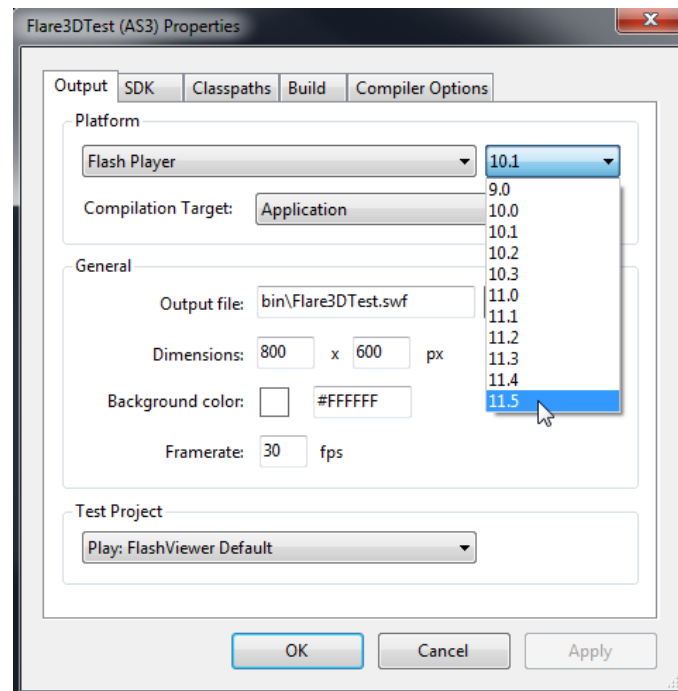 Flare3DTest (AS3) Properties
x
Output SDK Classpaths Build Compiler Options
Platform
Flash Player 10.1
9.0
Compilation Target: Application 10.0
10.1
10.2
General 10.3
11.0
Output file: bin\Flare3DTest.swf 11.1
11.2
Dimensions: 800 x 600 px 11.3
11.4
Background color: #FFFFFF 11.5
Framerate: 30 fps
Test Project
Play: FlashViewer Default
OK Cancel Apply